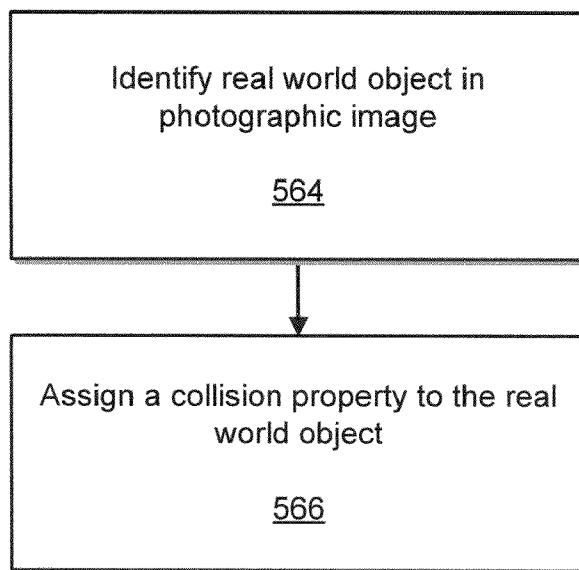 Identify real world object in
photographic image
564
Assign a collision property to the real
world object
566